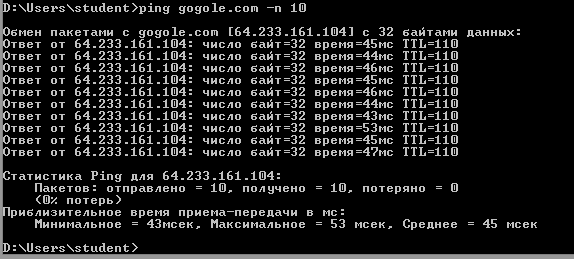 D:\Users\student>ping gogole.com -n 10
Обмен пакетами с gogole.com [64.233.161.104] с 32 байтами данных:
Ответ от 64.233.161.104: число байт=32 время=45мс TTL=110
Ответ от 64.233.161.104: число байт=32 время=44мс TTL=110
Ответ от 64.233.161.104: число байт=32 время=46мс TTL=110
Ответ от 64.233.161.104: число байт=32 время=45мс TTL=110
Ответ от 64.233.161.104: число байт=32 время=46мс TTL=110
Ответ от 64.233.161.104: число байт=32 время=44мс TTL=110
Ответ от 64.233.161.104: число байт=32 время=43мс TTL=110
Ответ от 64.233.161.104: число байт=32 время=53мс TTL=110
Ответ от 64.233.161.104: число байт=32 время=45мс TTL=110
Ответ от 64.233.161.104: число байт=32 время=47мс TTL=110
Статистика Ping для 64.233.161.104:
Пакетов: отправлено = 10, получено = 10, потеряно = 0
(0% потерь)
Приблизительное время приема-передачи в мс:
Минимальное = 43мсек, Максимальное = 53 мсек, Среднее = 45 мсек
D:\Users\student>